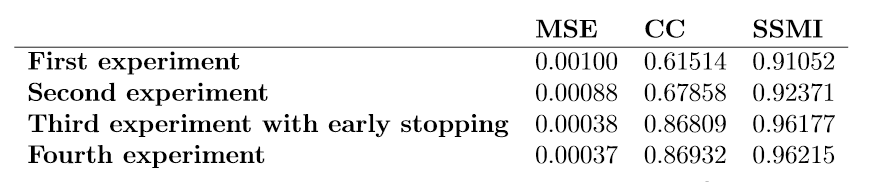 MSE CC SSMI
First experiment 0.00100 0.61514 0.91052
Second experiment 0.00088 0.67858 0.92371
Third experiment with early stopping 0.00038 0.86809 0.96177
Fourth experiment 0.00037 0.86932 0.96215